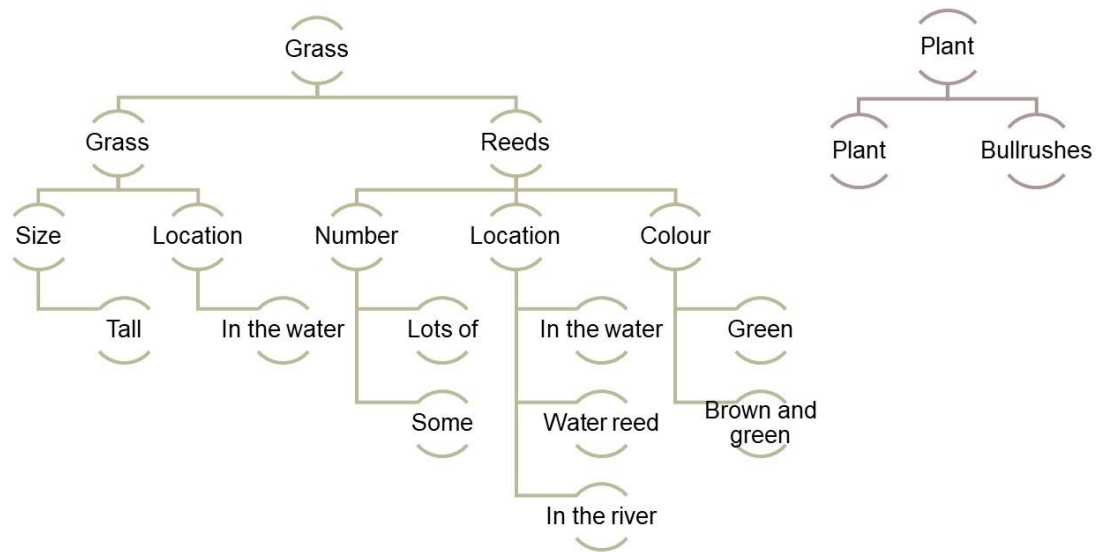 Grass
Plant
Grass
Reeds
Plant
Bullrushes
Size
Location
Number
Location
Colour
Tall
In the water
Lots of
In the water
Green
Some
Water reed
Brown and
green
In the river